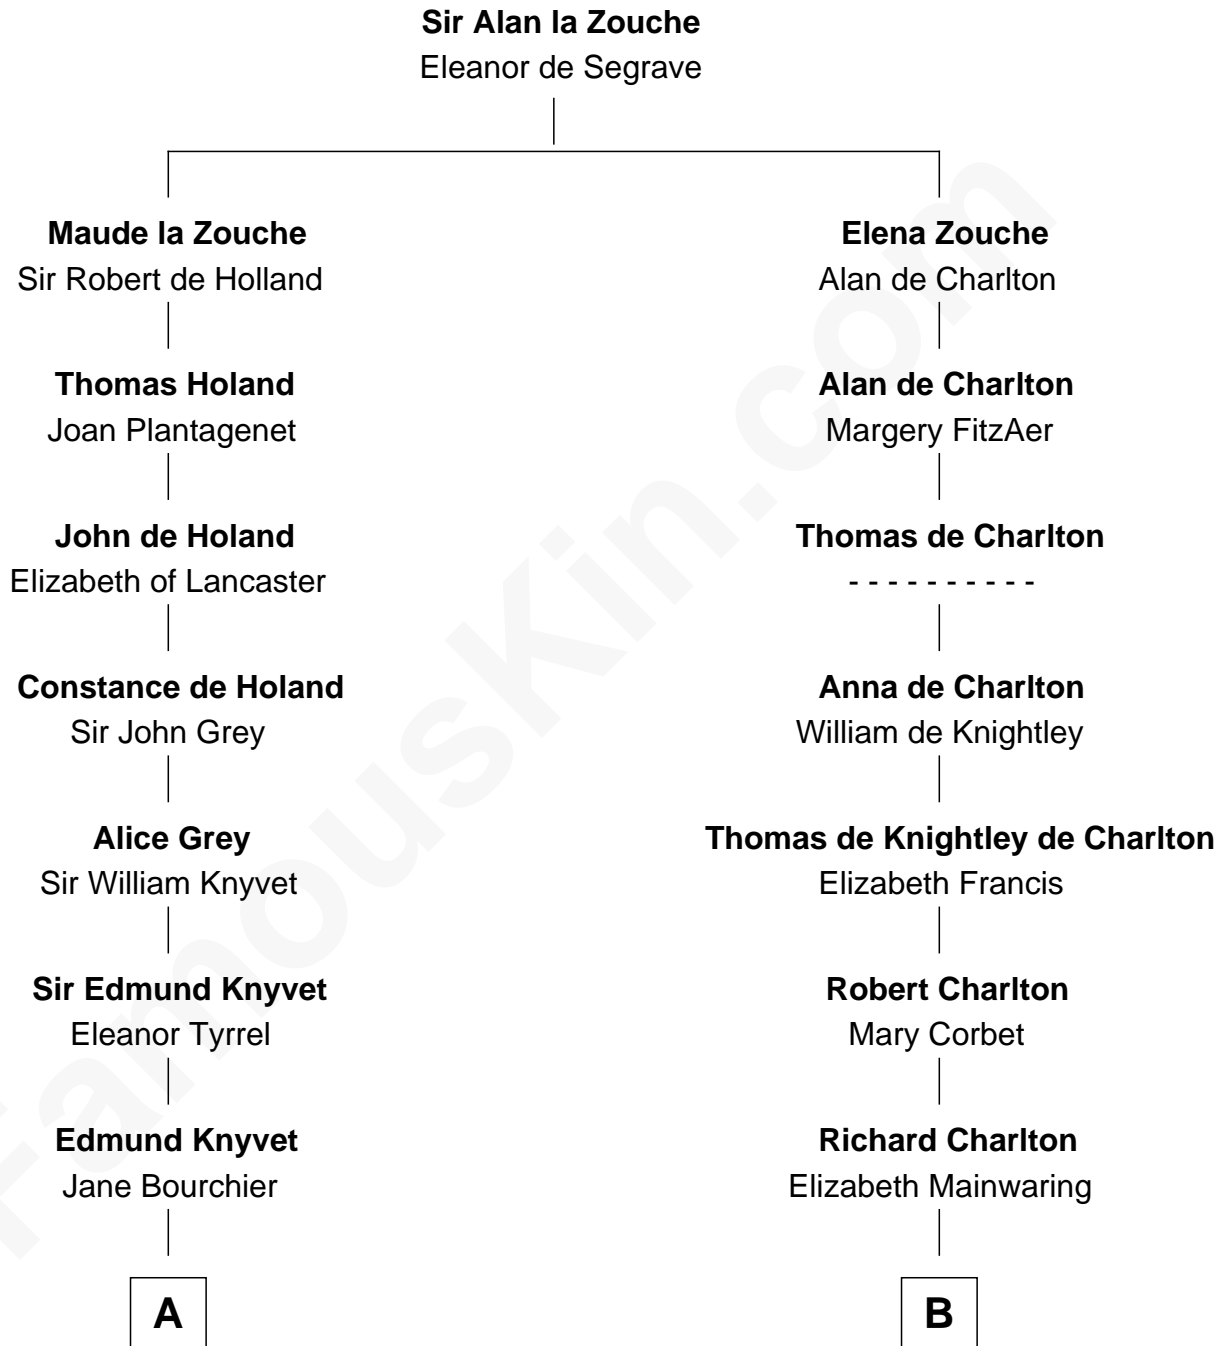 Sir Alan la Zouche
Eleanor de Segrave
Maude la Zouche
Sir Robert de Holland
Elena Zouche
Alan de Charlton
Thomas Holand
Joan Plantagenet
Alan de Charlton
Margery FitzAer
John de Holand
Elizabeth of Lancaster
Thomas de Charlton
- - - - - - - - - -
Constance de Holand
Sir John Grey
Anna de Charlton
William de Knightley
Alice Grey
Sir William Knyvet
Thomas de Knightley de Charlton
Elizabeth Francis
Sir Edmund Knyvet
Eleanor Tyrrel
Robert Charlton
Mary Corbet
Edmund Knyvet
Jane Bourchier
Richard Charlton
Elizabeth Mainwaring
A
B
FamousKin.com